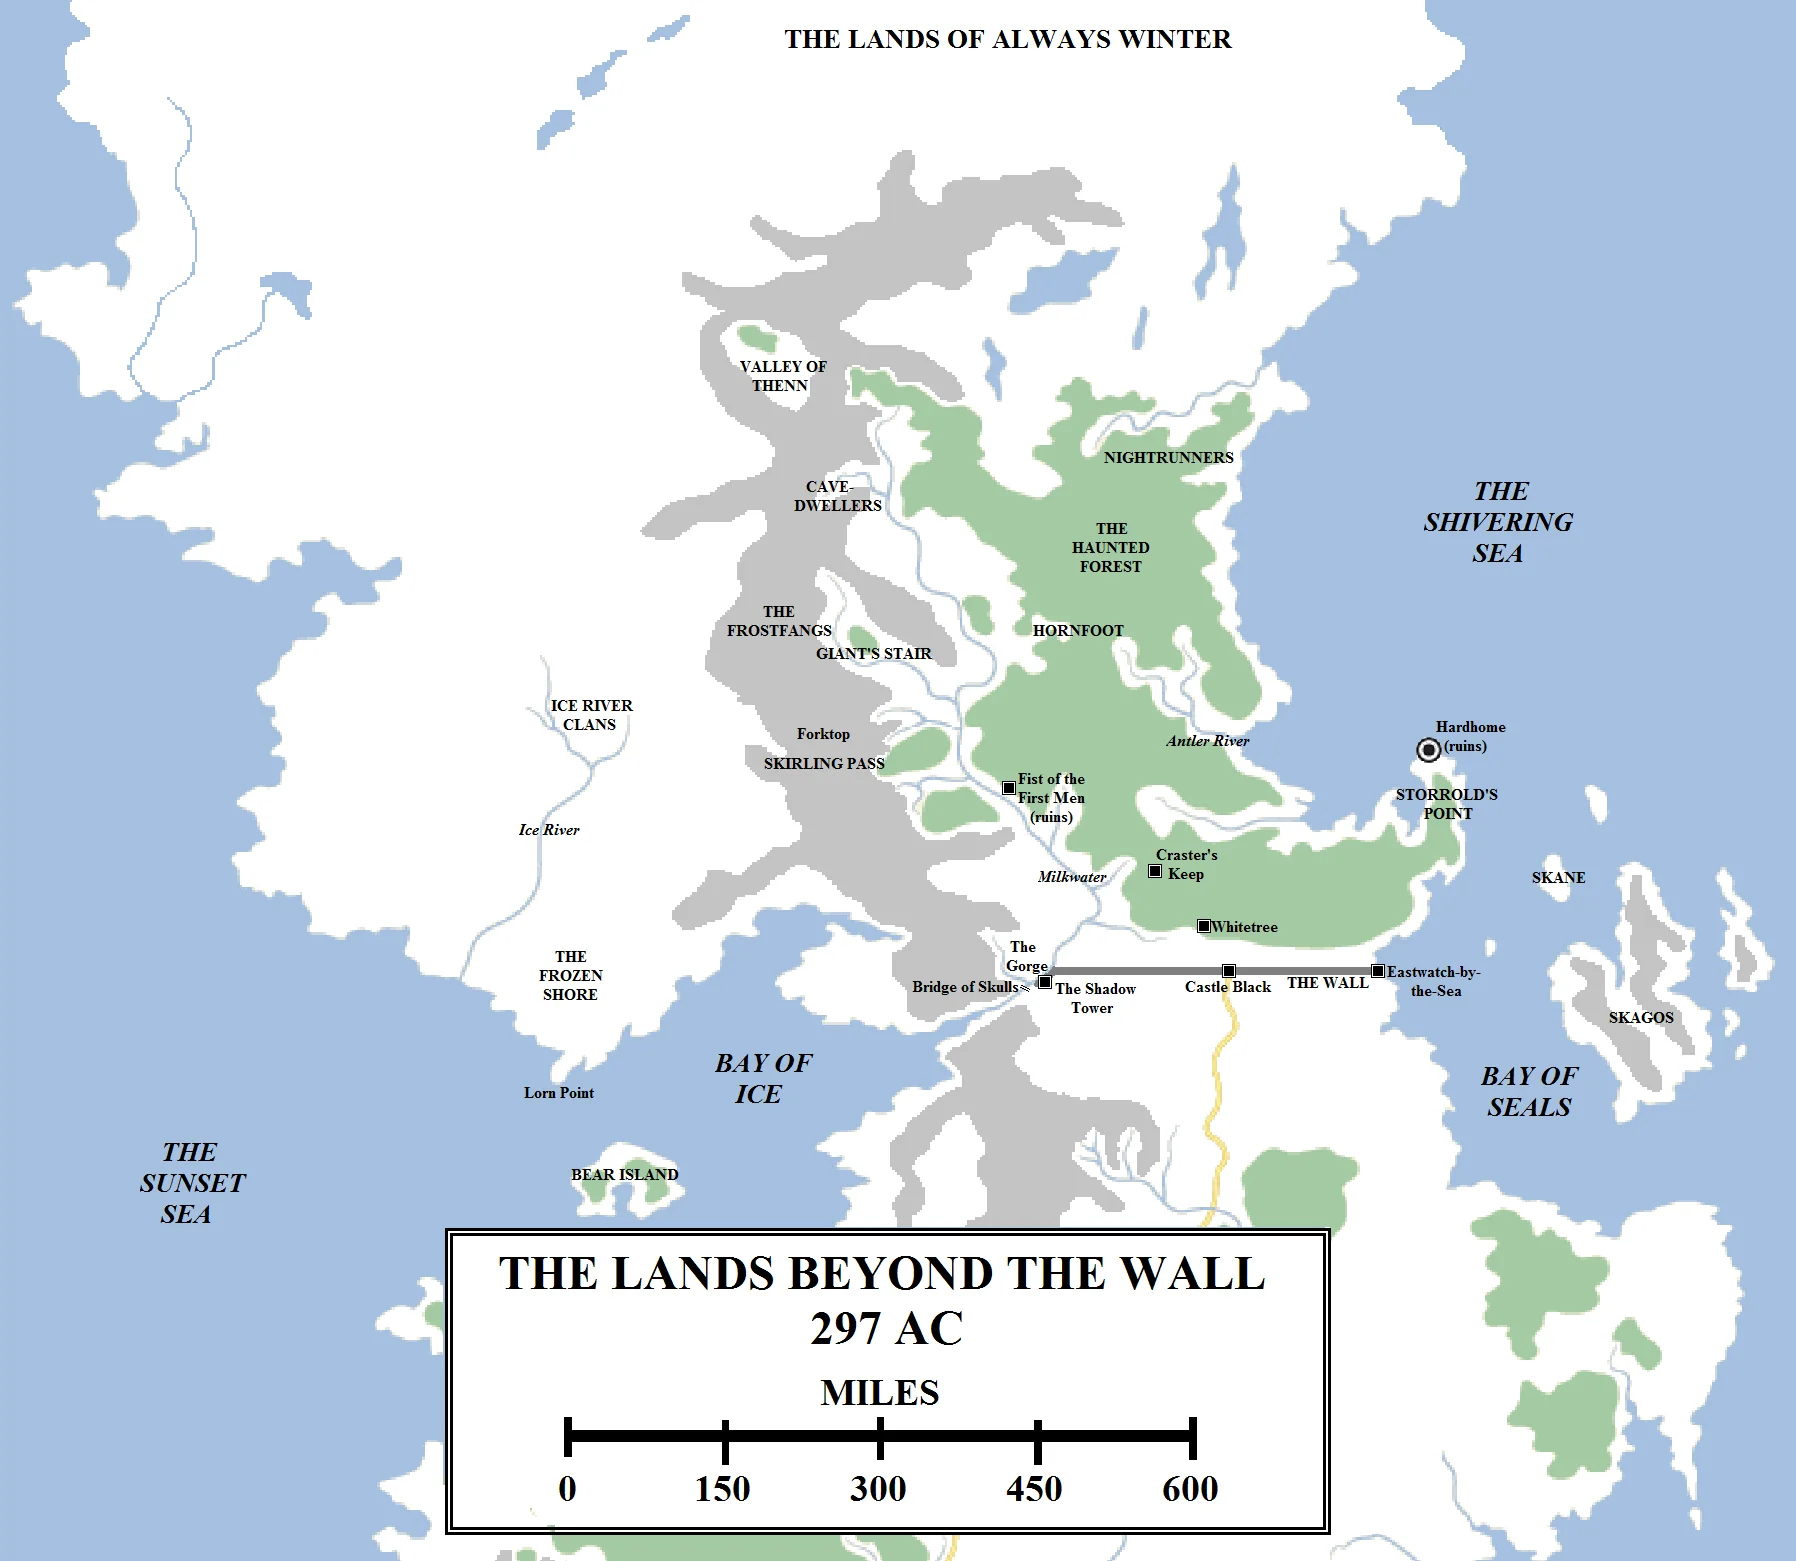 THE LANDS OF ALWAYS WINTER
VALLEY OF
THENN
NIGHTRUNNERS
CAVE-
DWELLERS
THE
SHIVERING
SEA
THE
HAUNTED
FOREST
THE
FROSTFANGS
HORNFOOT
GIANT'S STAIR
ICE RIVER
CLANS
Forktop
SKIRLING PASS
Antler River
Hardhome
(ruins)
Fist of the
First Men
(ruins)
STORROLD'S
POINT
Ice River
Craster's
Keep
Milkwater
SKANE
Whitetree
THE
FROZEN
SHORE
The
Gorge
Bridge of Skulls
The Shadow
Tower
Castle Black
THE WALL
Eastwatch-by-
the-Sea
SKAGOS
BAY OF
ICE
BAY OF
SEALS
Lorn Point
THE
SUNSET
SEA
BEAR ISLAND
THE LANDS BEYOND THE WALL
297 AC
MILES
0 150 300 450 600